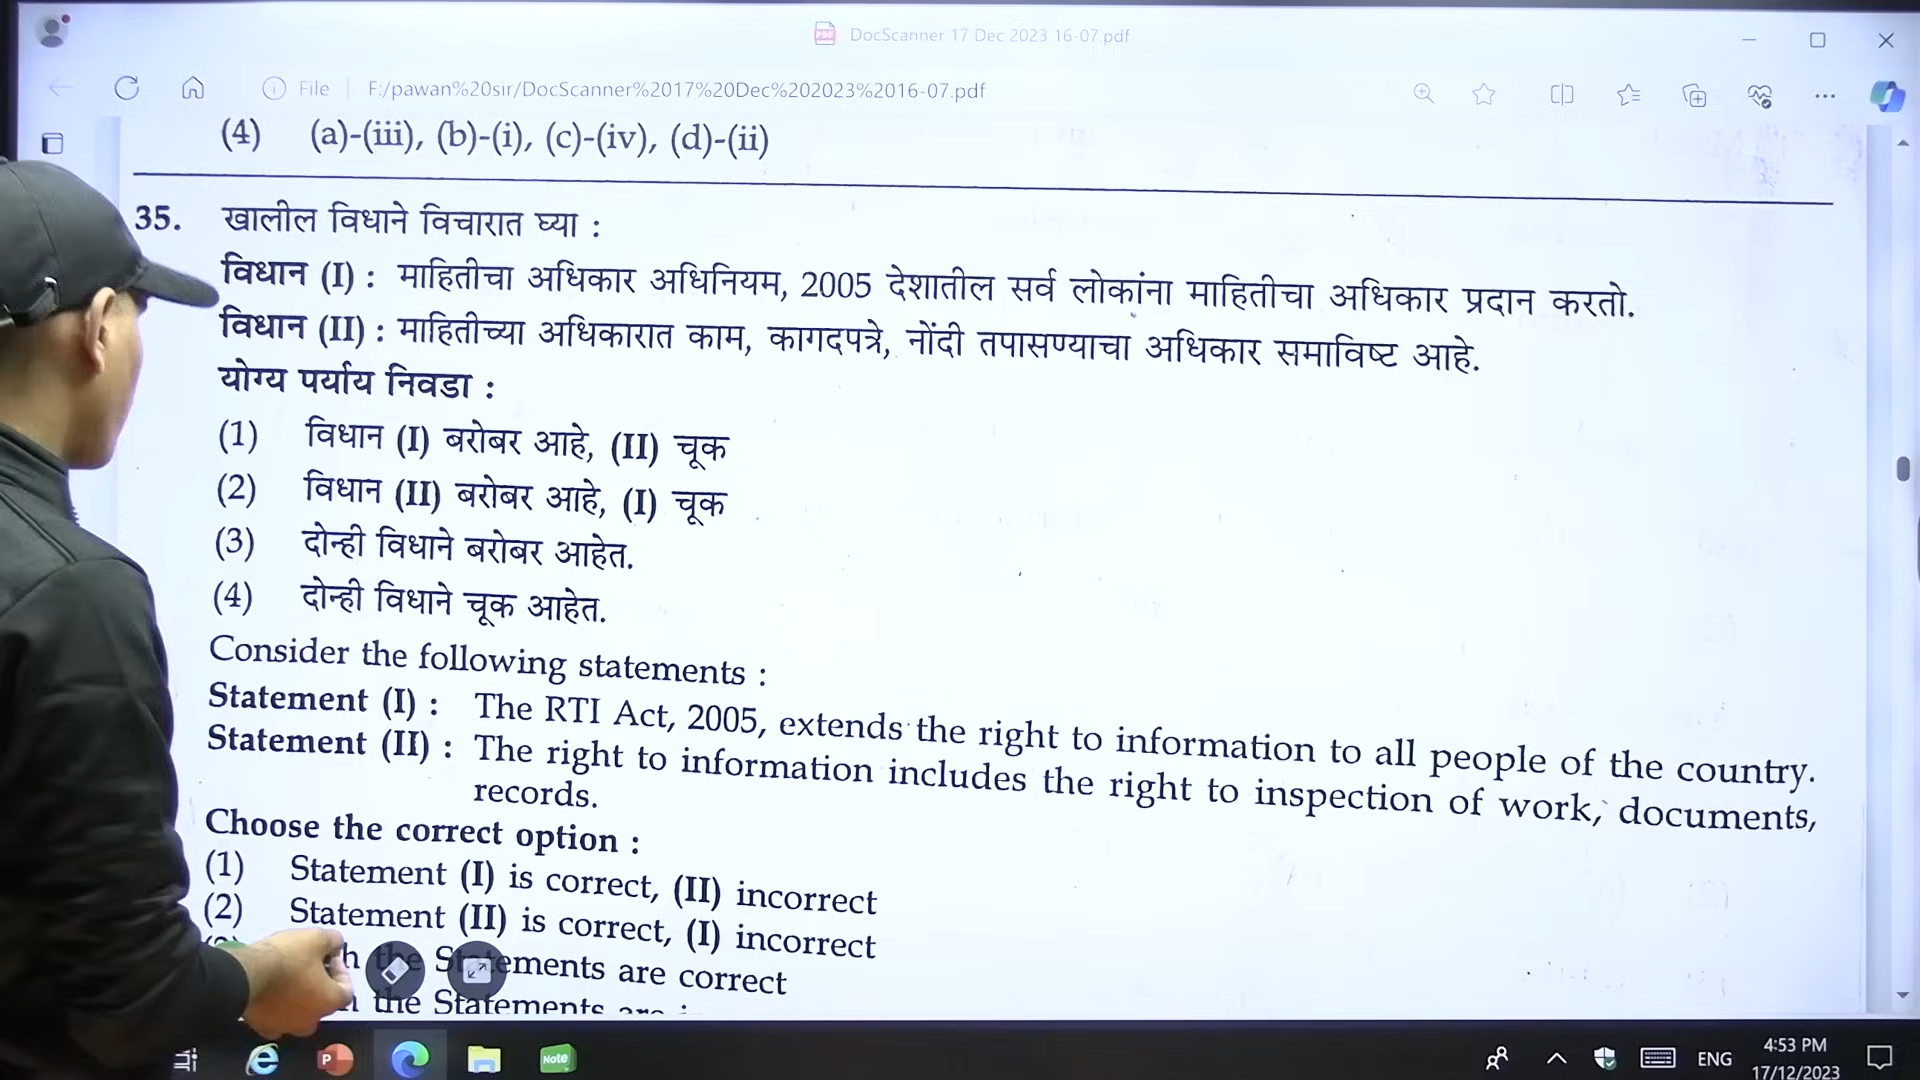 DocScanner 17 Dec 2023 16-07.pdf
File F:/pawan%20sir/DocScanner%2017%20Dec%202023%2016-07.pdf
(4) (a)-(iii), (b)-(i), (c)-(iv), (d)-(ii)
35. खालील विधाने विचारात घ्या :
विधान (I) : माहितीचा अधिकार अधिनियम, 2005 देशातील सर्व लोकांना माहितीचा अधिकार प्रदान करतो.
विधान (II) : माहितीच्या अधिकारात काम, कागदपत्रे, नोंदी तपासण्याचा अधिकार समाविष्ट आहे.
योग्य पर्याय निवडा :
(1) विधान (I) बरोबर आहे, (II) चूक
(2) विधान (II) बरोबर आहे, (I) चूक
(3) दोन्ही विधाने बरोबर आहेत.
(4) दोन्ही विधाने चूक आहेत.
Consider the following statements :
Statement (I) : The RTI Act, 2005, extends the right to information to all people of the country.
Statement (II) : The right to information includes the right to inspection of work, documents,
records.
Choose the correct option :
(1) Statement (I) is correct, (II) incorrect
(2) Statement (II) is correct, (I) incorrect
the Statements are correct
the Statements are
Note
ENG
4:53 PM
17/12/2023